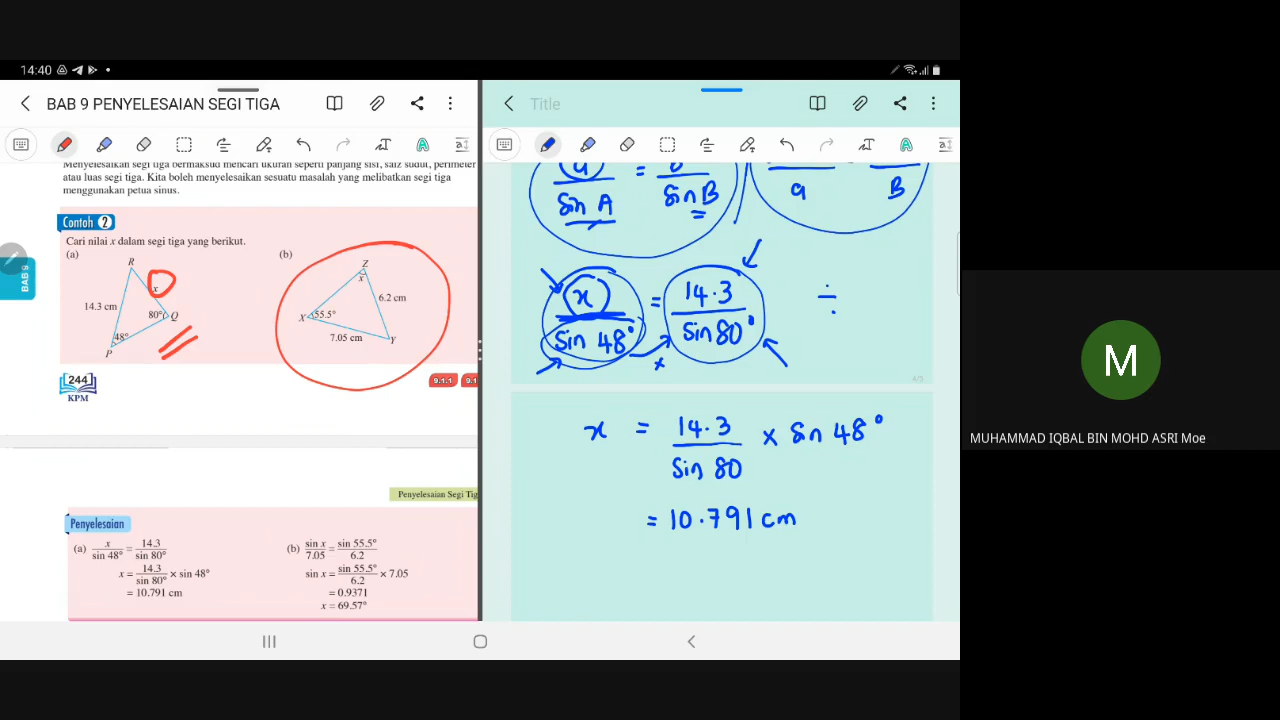 14:40
BAB 9 PENYELESAIAN SEGI TIGA
Menyelesaikan segi tiga bermaksud mencari ukuran seperti panjang sisi, saiz sudut, perimeter
atau luas segi tiga. Kita boleh menyelesaikan sesuatu masalah yang melibatkan segi tiga
menggunakan petua sinus.
Contoh 2
Cari nilai x dalam segi tiga yang berikut.
(a)
R
x
14.3 cm
80°
Q
48°
P
(b)
Z
x
6.2 cm
X
55.5°
7.05 cm
Y
BAB 9
244
KPM
9.1.1
9.1
Penyelesaian Segi Tig
Penyelesaian
(a) x/sin 48° = 14.3/sin 80°
x = 14.3/sin 80° × sin 48°
= 10.791 cm
(b) sin x/7.05 = sin 55.5°/6.2
sin x = sin 55.5°/6.2 × 7.05
= 0.9371
x = 69.57°
Title
a/sin A = /sin B
a
B
x/sin 48° = 14.3/sin 80°
÷
x
4/5
x = 14.3/sin 80 × sin 48°
= 10.791 cm
M
MUHAMMAD IQBAL BIN MOHD ASRI Moe